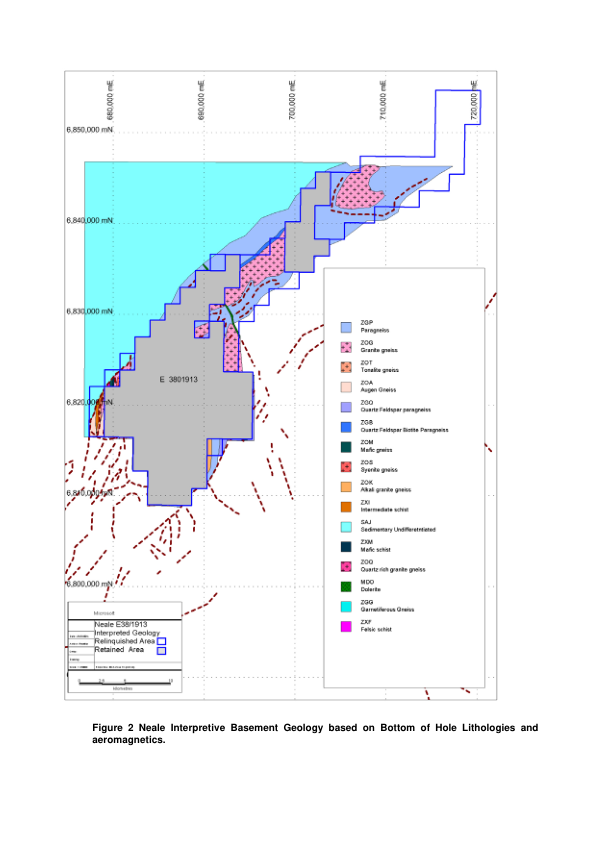 680,000 mE
690,000 mE
700,000 mE
710,000 mE
720,000 mE
6,850,000 mN
6,840,000 mN
6,830,000 mN
6,820,000 mN
6,810,000 mN
6,800,000 mN
E 3801913
ZGP
Paragneiss
ZOG
Granite gneiss
ZOT
Tonalite gneiss
ZOA
Augen Gneiss
ZGQ
Quartz Feldspar paragneiss
ZGB
Quartz Feldspar Biotite Paragneiss
ZOM
Mafic gneiss
ZOS
Syenite gneiss
ZOK
Alkali granite gneiss
ZXI
Intermediate schist
SAJ
Sedimentary Undifferetntiated
ZXM
Mafic schist
ZOQ
Quartz rich granite gneiss
MDO
Dolerite
ZGG
Garnetiferous Gneiss
ZXF
Felsic schist
Neale E38/1913
Interpreted Geology
Relinquished Area
Retained Area
kilometres
Figure 2 Neale Interpretive Basement Geology based on Bottom of Hole Lithologies and
aeromagnetics.